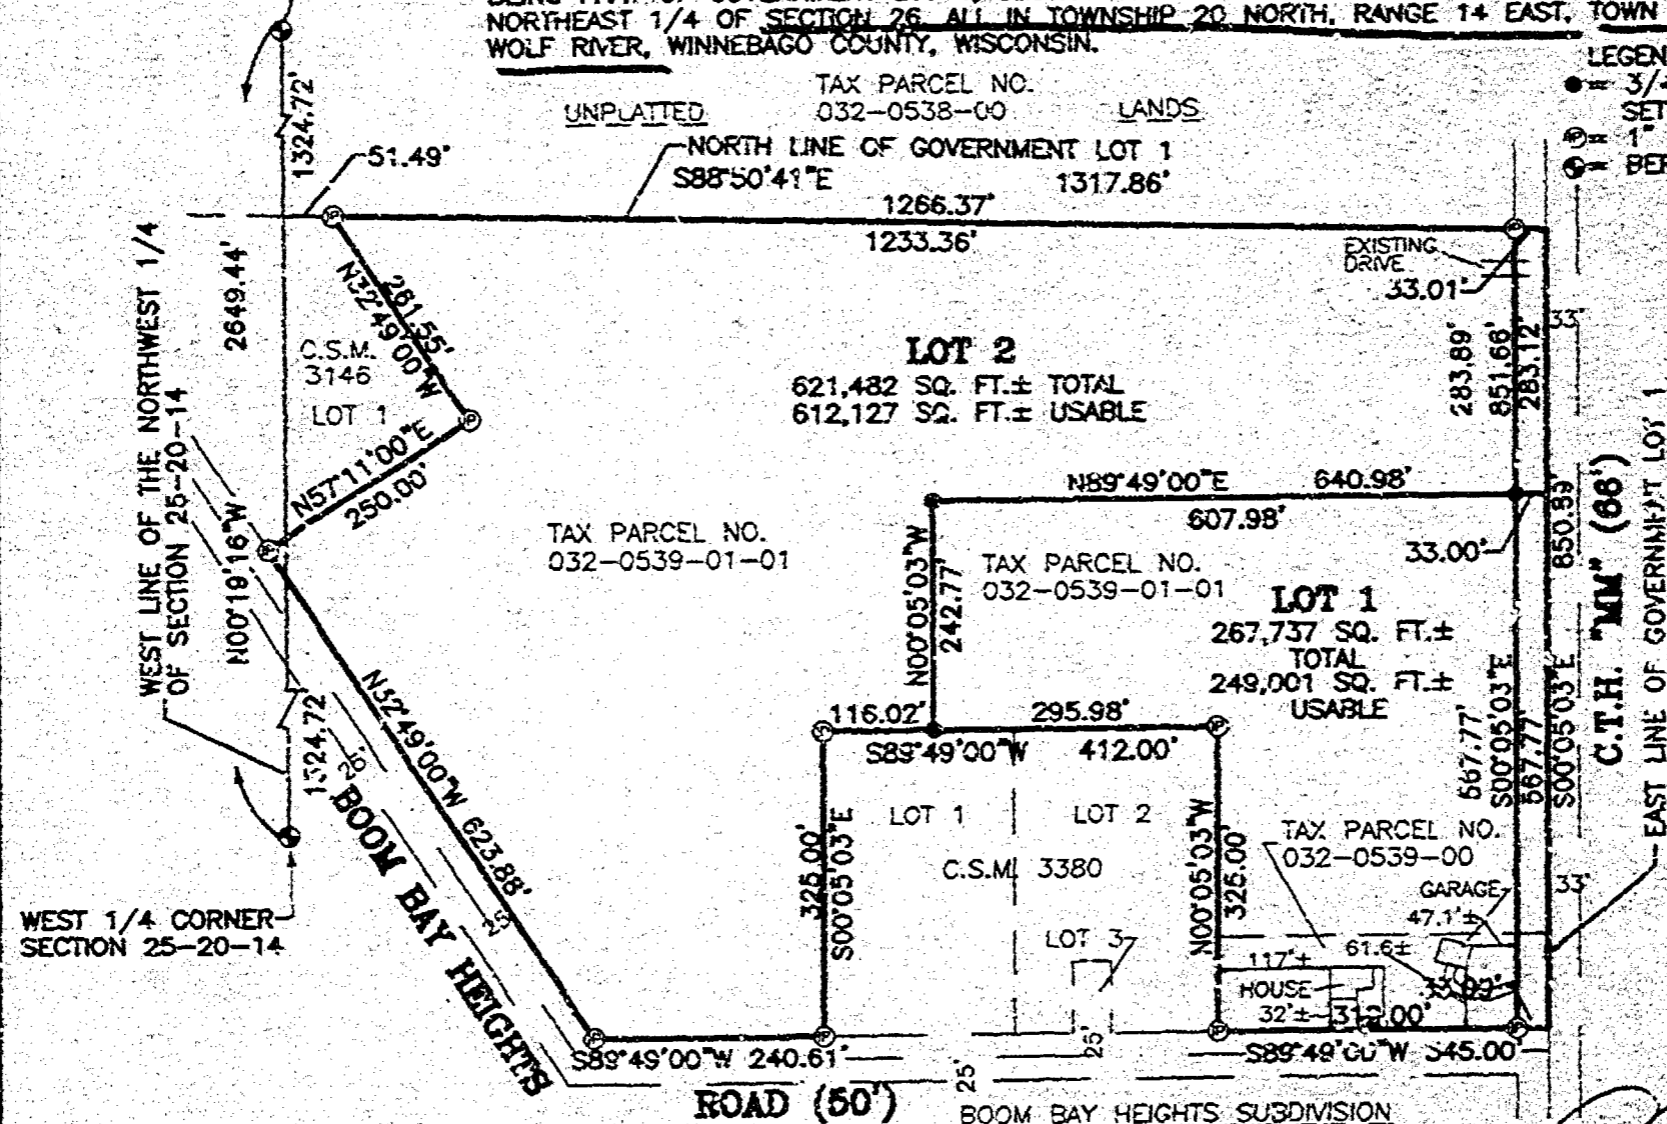 NORTHEAST 1/4 OF SECTION 26, ALL IN TOWNSHIP 20 NORTH, RANGE 14 EAST, TOWN
WOLF RIVER, WINNEBAGO COUNTY, WISCONSIN.
LEGEN
= 3/4
SET
= 1"
= BER
TAX PARCEL NO.
032-0538-00
UNPLATTED
LANDS
1324.72'
51.49'
NORTH LINE OF GOVERNMENT LOT 1
S88°50'41"E
1317.86'
1266.37'
1233.36'
EXISTING
DRIVE
33.01'
33'
WEST LINE OF THE NORTHWEST 1/4
OF SECTION 25-20-14
2649.44'
N32°49'00"W
261.55'
C.S.M.
3146
LOT 1
N57°11'00"E
250.00'
N00°19'16"W
LOT 2
621,482 SQ. FT.± TOTAL
612,127 SQ. FT.± USABLE
283.89'
851.66'
283.12'
N89°49'00"E
640.98'
607.98'
33.00'
850.89'
TAX PARCEL NO.
032-0539-01-01
N00°05'03"W
242.77'
TAX PARCEL NO.
032-0539-01-01
LOT 1
267,737 SQ. FT.±
TOTAL
249,001 SQ. FT.±
USABLE
C.T.H. "MM" (66')
EAST LINE OF GOVERNMENT LOT 1
116.02'
295.98'
S89°49'00"W
412.00'
567.77'
S00°05'03"E
567.77'
S00°05'03"E
N32°49'00"W 623.88'
25'
25'
BOOM BAY HEIGHTS
WEST 1/4 CORNER
SECTION 25-20-14
325.00'
S00°05'03"E
LOT 1
LOT 2
C.S.M. 3380
LOT 3
N00°05'03"W
325.00'
TAX PARCEL NO.
032-0539-00
GARAGE
47.1'±
61.6±
33'
117'±
HOUSE
32'±
312.00'
S89°49'00"W 240.61'
25'
25'
S89°49'00"W 345.00'
ROAD (50')
BOOM BAY HEIGHTS SUBDIVISION